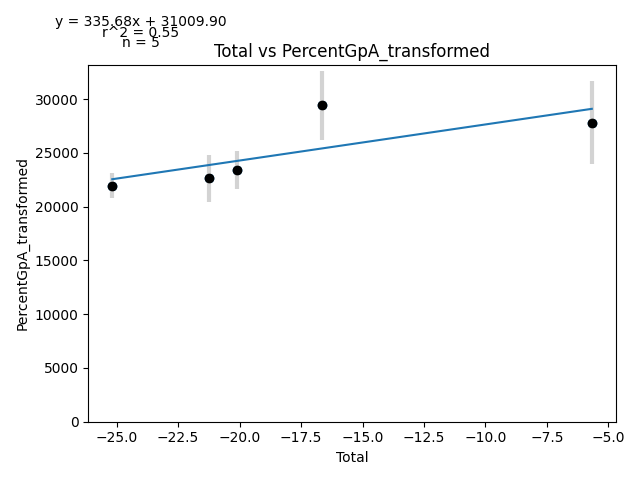 y = 335.68x + 31009.90
r^2 = 0.55
n = 5
Total vs PercentGpA_transformed
30000
25000
20000
15000
10000
5000
0
PercentGpA_transformed
−25.0 −22.5 −20.0 −17.5 −15.0 −12.5 −10.0 −7.5 −5.0
Total